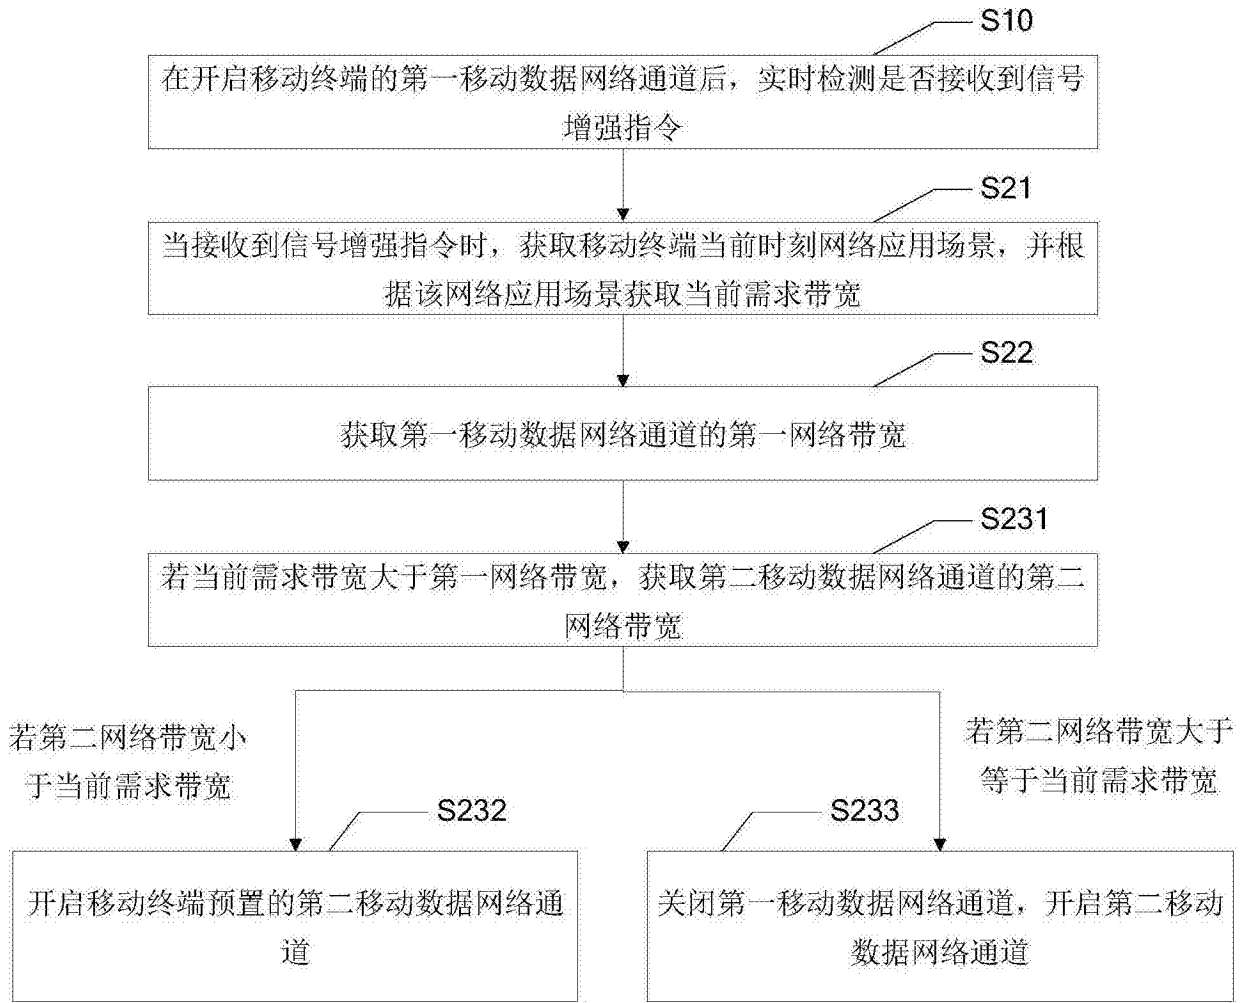 S10
在开启移动终端的第一移动数据网络通道后，实时检测是否接收到信号
增强指令
S21
当接收到信号增强指令时，获取移动终端当前时刻网络应用场景，并根
据该网络应用场景获取当前需求带宽
S22
获取第一移动数据网络通道的第一网络带宽
S231
若当前需求带宽大于第一网络带宽，获取第二移动数据网络通道的第二
网络带宽
若第二网络带宽小
于当前需求带宽
若第二网络带宽大于
等于当前需求带宽
S232
开启移动终端预置的第二移动数据网络通
道
S233
关闭第一移动数据网络通道，开启第二移动
数据网络通道